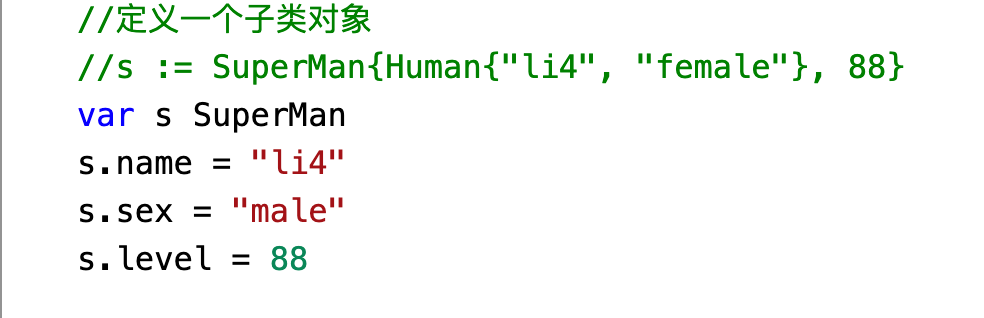 //定义一个子类对象
//s := SuperMan{Human{"li4", "female"}, 88}
var s SuperMan
s.name = "li4"
s.sex = "male"
s.level = 88